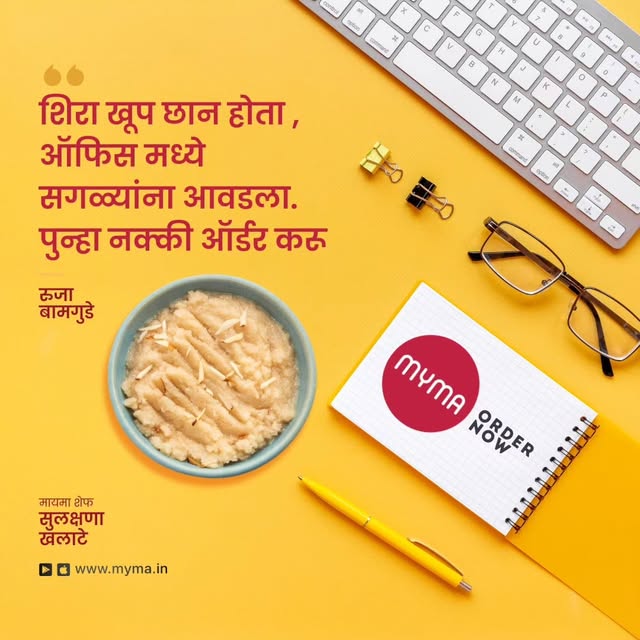 शिरा खूप छान होता ,
ऑफिस मध्ये
सगळ्यांना आवडला.
पुन्हा नक्की ऑर्डर करू
रुजा
बामगुडे
MYMA
ORDER
NOW
मायमा शेफ
सुलक्षणा
खलाटे
www.myma.in